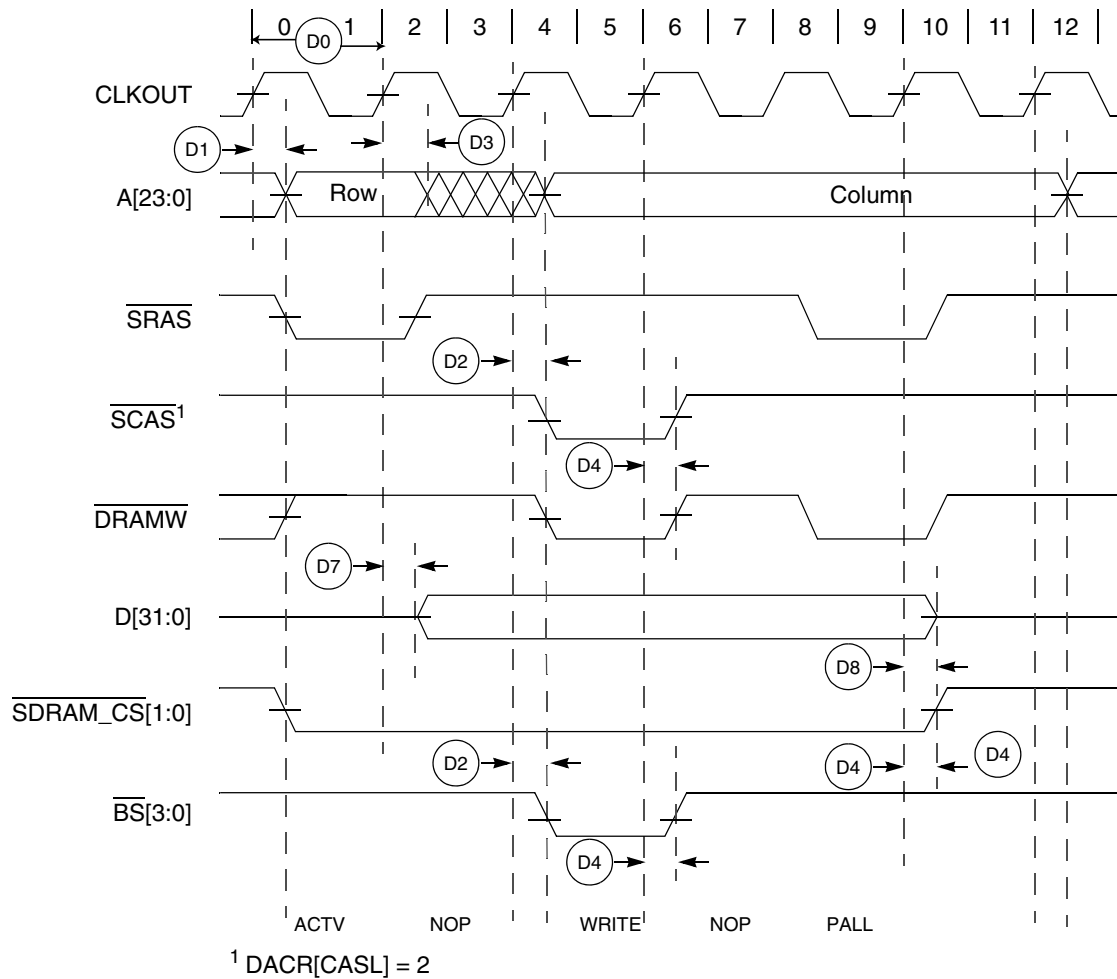 0 1 2 3 4 5 6 7 8 9 10 11 12
D0
CLKOUT
D1
D3
A[23:0]
Row
Column
SRAS
D2
SCAS1
D4
DRAMW
D7
D[31:0]
D8
SDRAM_CS[1:0]
D2
D4
D4
BS[3:0]
D4
ACTV NOP WRITE NOP PALL
1 DACR[CASL] = 2